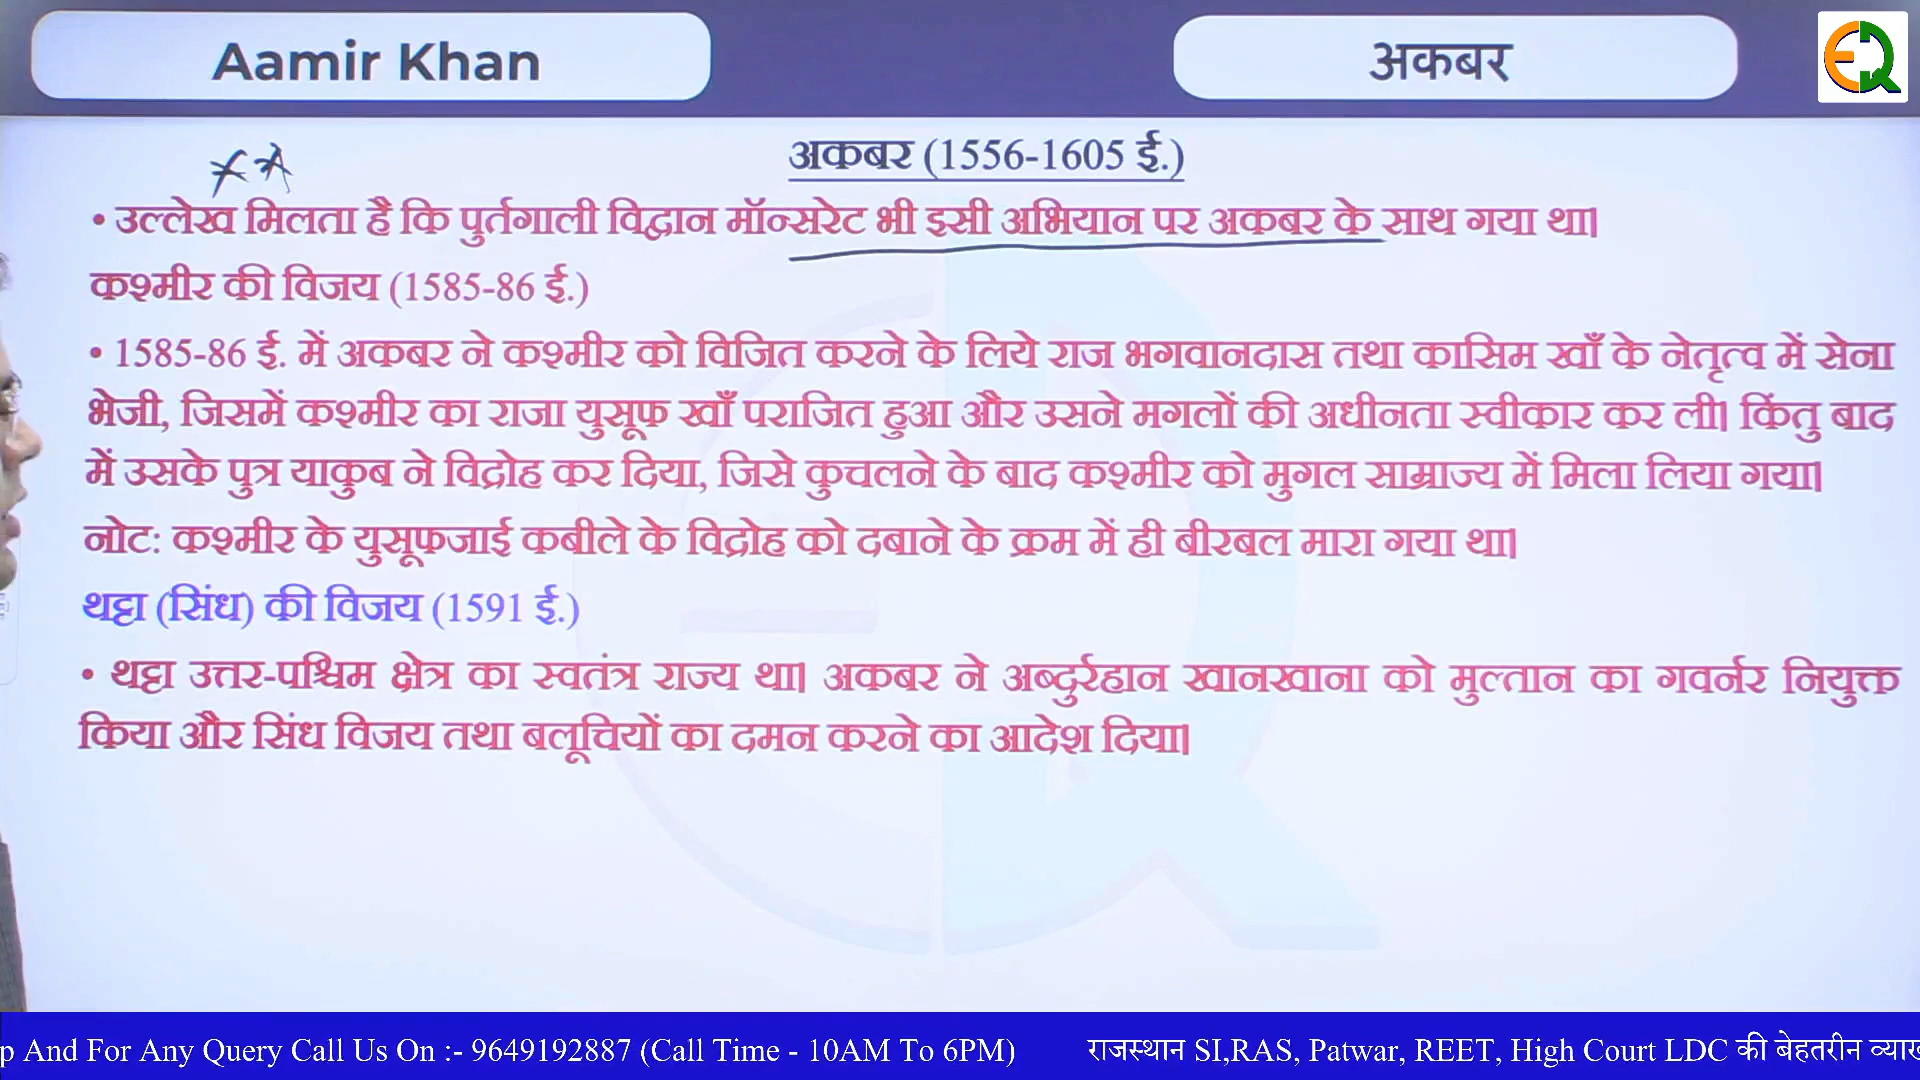 Aamir Khan
अकबर
अकबर (1556-1605 ई.)
• उल्लेख मिलता है कि पुर्तगाली विद्वान मॉन्सरेट भी इसी अभियान पर अकबर के साथ गया था।
कश्मीर की विजय (1585-86 ई.)
• 1585-86 ई. में अकबर ने कश्मीर को विजित करने के लिये राज भगवानदास तथा कासिम खाँ के नेतृत्व में सेना
भेजी, जिसमें कश्मीर का राजा युसूफ खाँ पराजित हुआ और उसने मगलों की अधीनता स्वीकार कर ली। किंतु बाद
में उसके पुत्र याकुब ने विद्रोह कर दिया, जिसे कुचलने के बाद कश्मीर को मुगल साम्राज्य में मिला लिया गया।
नोट: कश्मीर के युसूफजाई कबीले के विद्रोह को दबाने के क्रम में ही बीरबल मारा गया था।
थट्टा (सिंध) की विजय (1591 ई.)
• थट्टा उत्तर-पश्चिम क्षेत्र का स्वतंत्र राज्य था। अकबर ने अब्दुर्रहान खानखाना को मुल्तान का गवर्नर नियुक्त
किया और सिंध विजय तथा बलूचियों का दमन करने का आदेश दिया।
p And For Any Query Call Us On :- 9649192887 (Call Time - 10AM To 6PM) राजस्थान SI,RAS, Patwar, REET, High Court LDC की बेहतरीन